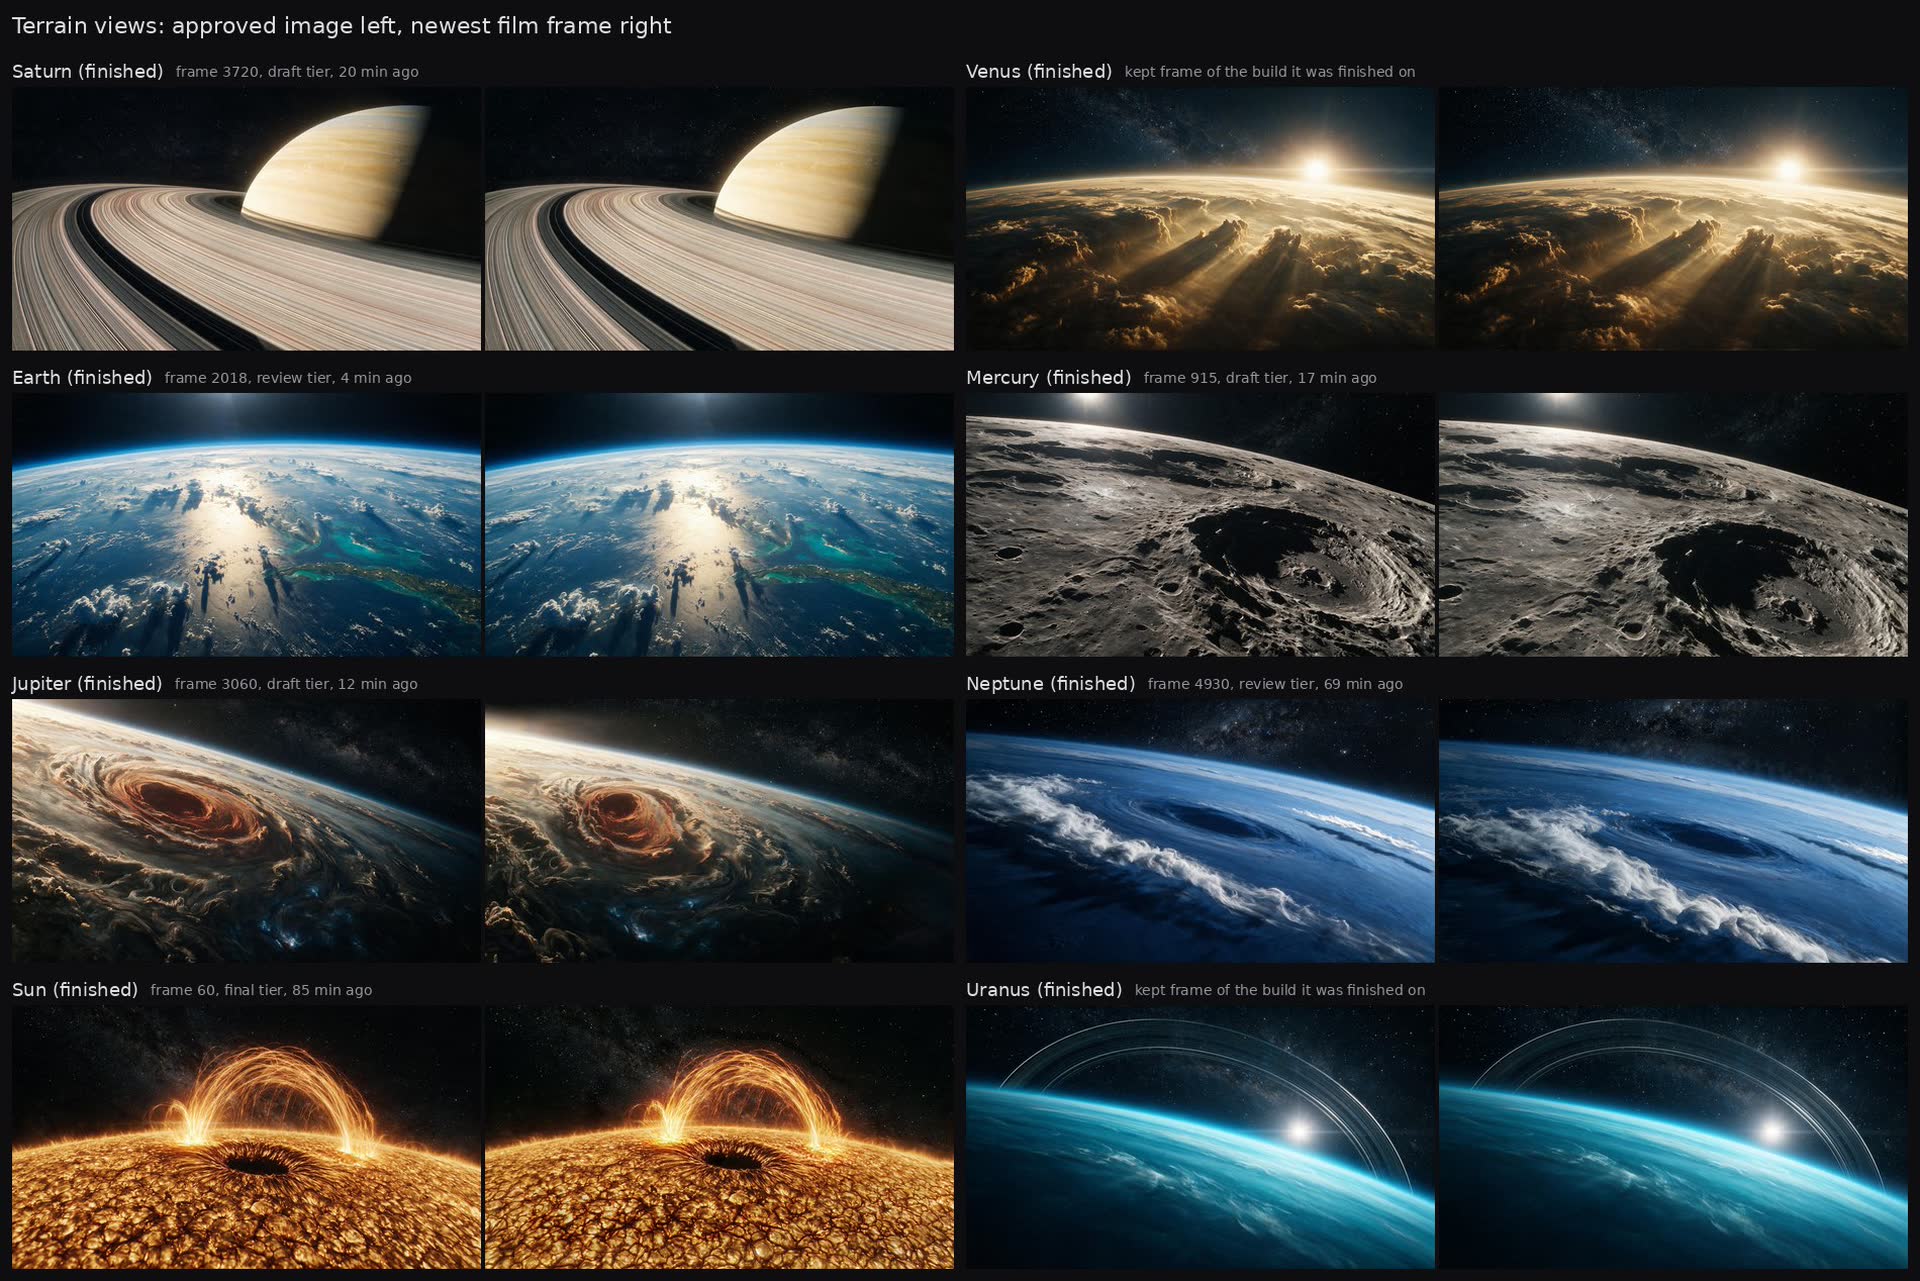 Terrain views: approved image left, newest film frame right
Saturn (finished) frame 3720, draft tier, 20 min ago
Venus (finished) kept frame of the build it was finished on
Earth (finished) frame 2018, review tier, 4 min ago
Mercury (finished) frame 915, draft tier, 17 min ago
Jupiter (finished) frame 3060, draft tier, 12 min ago
Neptune (finished) frame 4930, review tier, 69 min ago
Sun (finished) frame 60, final tier, 85 min ago
Uranus (finished) kept frame of the build it was finished on